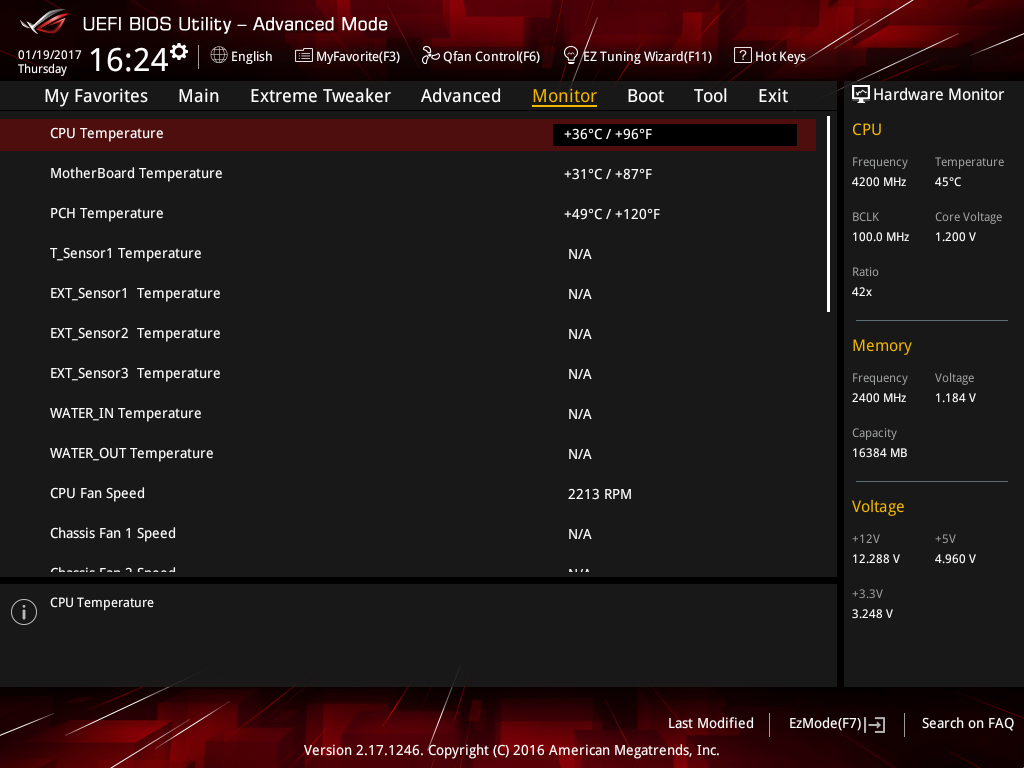 UEFI BIOS Utility – Advanced Mode
01/19/2017
Thursday
16:24
English
MyFavorite(F3)
Qfan Control(F6)
EZ Tuning Wizard(F11)
? Hot Keys
My Favorites Main Extreme Tweaker Advanced Monitor Boot Tool Exit
CPU Temperature +36°C / +96°F
MotherBoard Temperature +31°C / +87°F
PCH Temperature +49°C / +120°F
T_Sensor1 Temperature N/A
EXT_Sensor1 Temperature N/A
EXT_Sensor2 Temperature N/A
EXT_Sensor3 Temperature N/A
WATER_IN Temperature N/A
WATER_OUT Temperature N/A
CPU Fan Speed 2213 RPM
Chassis Fan 1 Speed N/A
Chassis Fan 2 Speed N/A
CPU Temperature
Hardware Monitor
CPU
Frequency Temperature
4200 MHz 45°C
BCLK Core Voltage
100.0 MHz 1.200 V
Ratio
42x
Memory
Frequency Voltage
2400 MHz 1.184 V
Capacity
16384 MB
Voltage
+12V +5V
12.288 V 4.960 V
+3.3V
3.248 V
Last Modified
EzMode(F7)
Search on FAQ
Version 2.17.1246. Copyright (C) 2016 American Megatrends, Inc.